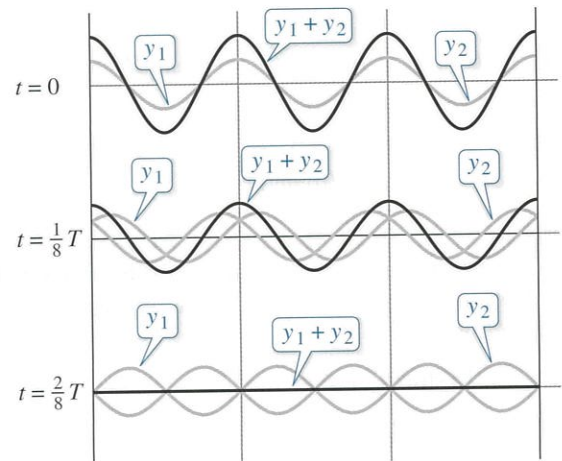 y₁ y₁ + y₂ y₂
t = 0
y₁ y₁ + y₂ y₂
t = 1/8 T
y₁ y₁ + y₂ y₂
t = 2/8 T